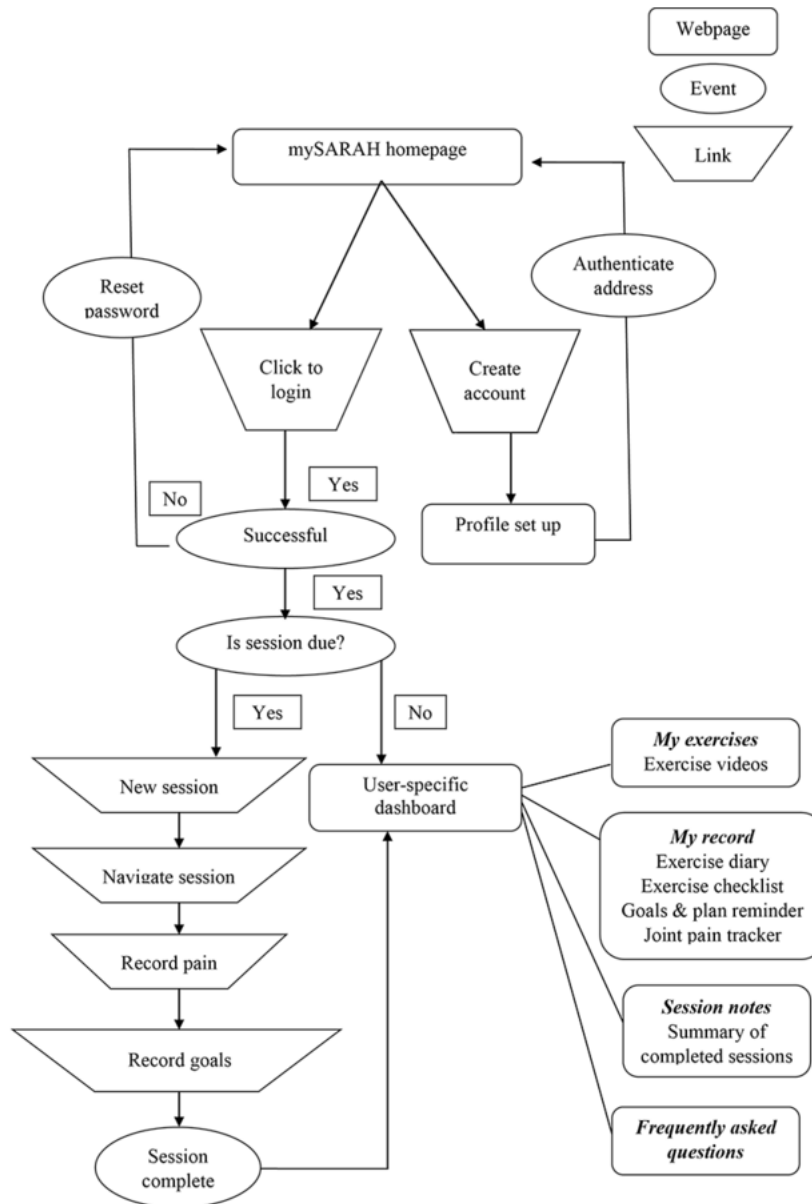 Webpage
Event
Link
mySARAH homepage
Reset
password
Authenticate
address
Click to
login
Create
account
No
Yes
Successful
Profile set up
Yes
Is session due?
Yes
No
New session
User-specific
dashboard
My exercises
Exercise videos
Navigate session
My record
Exercise diary
Exercise checklist
Goals & plan reminder
Joint pain tracker
Record pain
Record goals
Session notes
Summary of
completed sessions
Session
complete
Frequently asked
questions